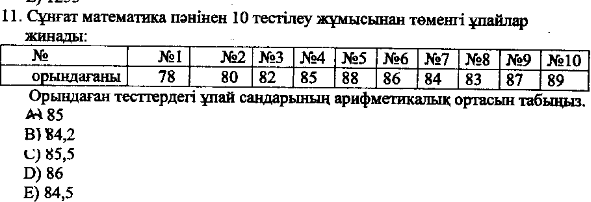 11. Сұнғат математика пәнінен 10 тестілеу жұмысынан төменгі ұпайлар
жинады:
№ №1 №2 №3 №4 №5 №6 №7 №8 №9 №10
орындағаны 78 80 82 85 88 86 84 83 87 89
Орындаған тесттердегі ұпай сандарының арифметикалық ортасын табыңыз.
A) 85
B) 84,2
C) 85,5
D) 86
E) 84,5